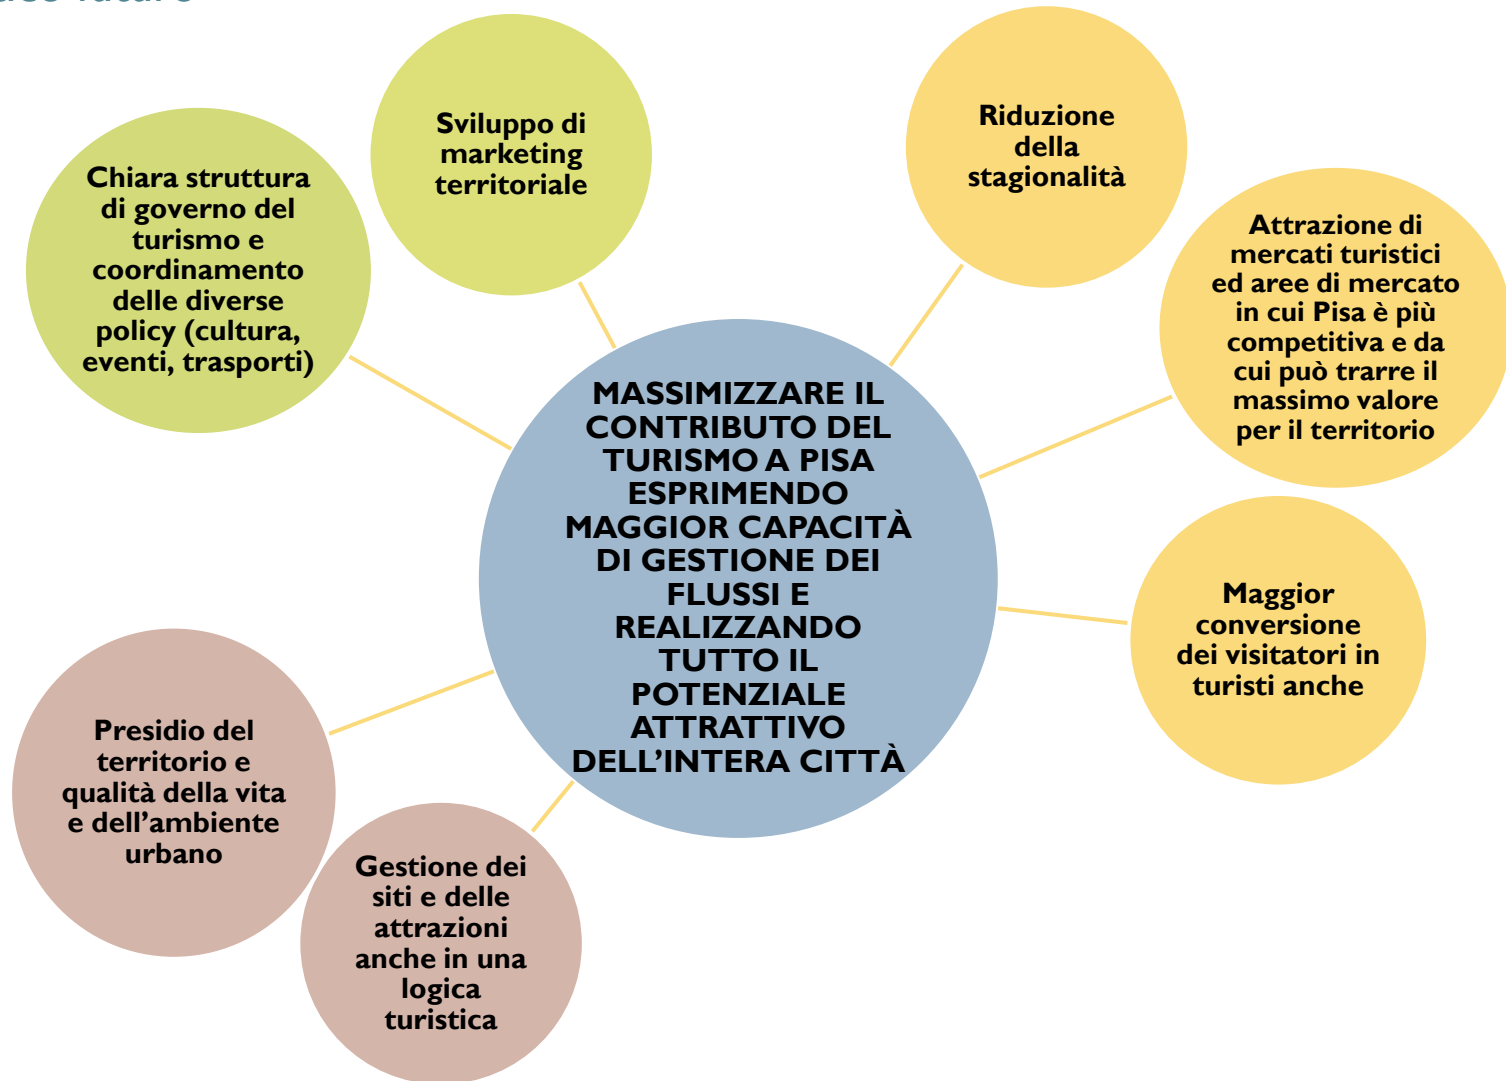 futuro
Sviluppo di
marketing
territoriale
Riduzione
della
stagionalità
Chiara struttura
di governo del
turismo e
coordinamento
delle diverse
policy (cultura,
eventi, trasporti)
Attrazione di
mercati turistici
ed aree di mercato
in cui Pisa è più
competitiva e da
cui può trarre il
massimo valore
per il territorio
MASSIMIZZARE IL
CONTRIBUTO DEL
TURISMO A PISA
ESPRIMENDO
MAGGIOR CAPACITÀ
DI GESTIONE DEI
FLUSSI E
REALIZZANDO
TUTTO IL
POTENZIALE
ATTRATTIVO
DELL’INTERA CITTÀ
Maggior
conversione
dei visitatori in
turisti anche
Presidio del
territorio e
qualità della vita
e dell’ambiente
urbano
Gestione dei
siti e delle
attrazioni
anche in una
logica
turistica